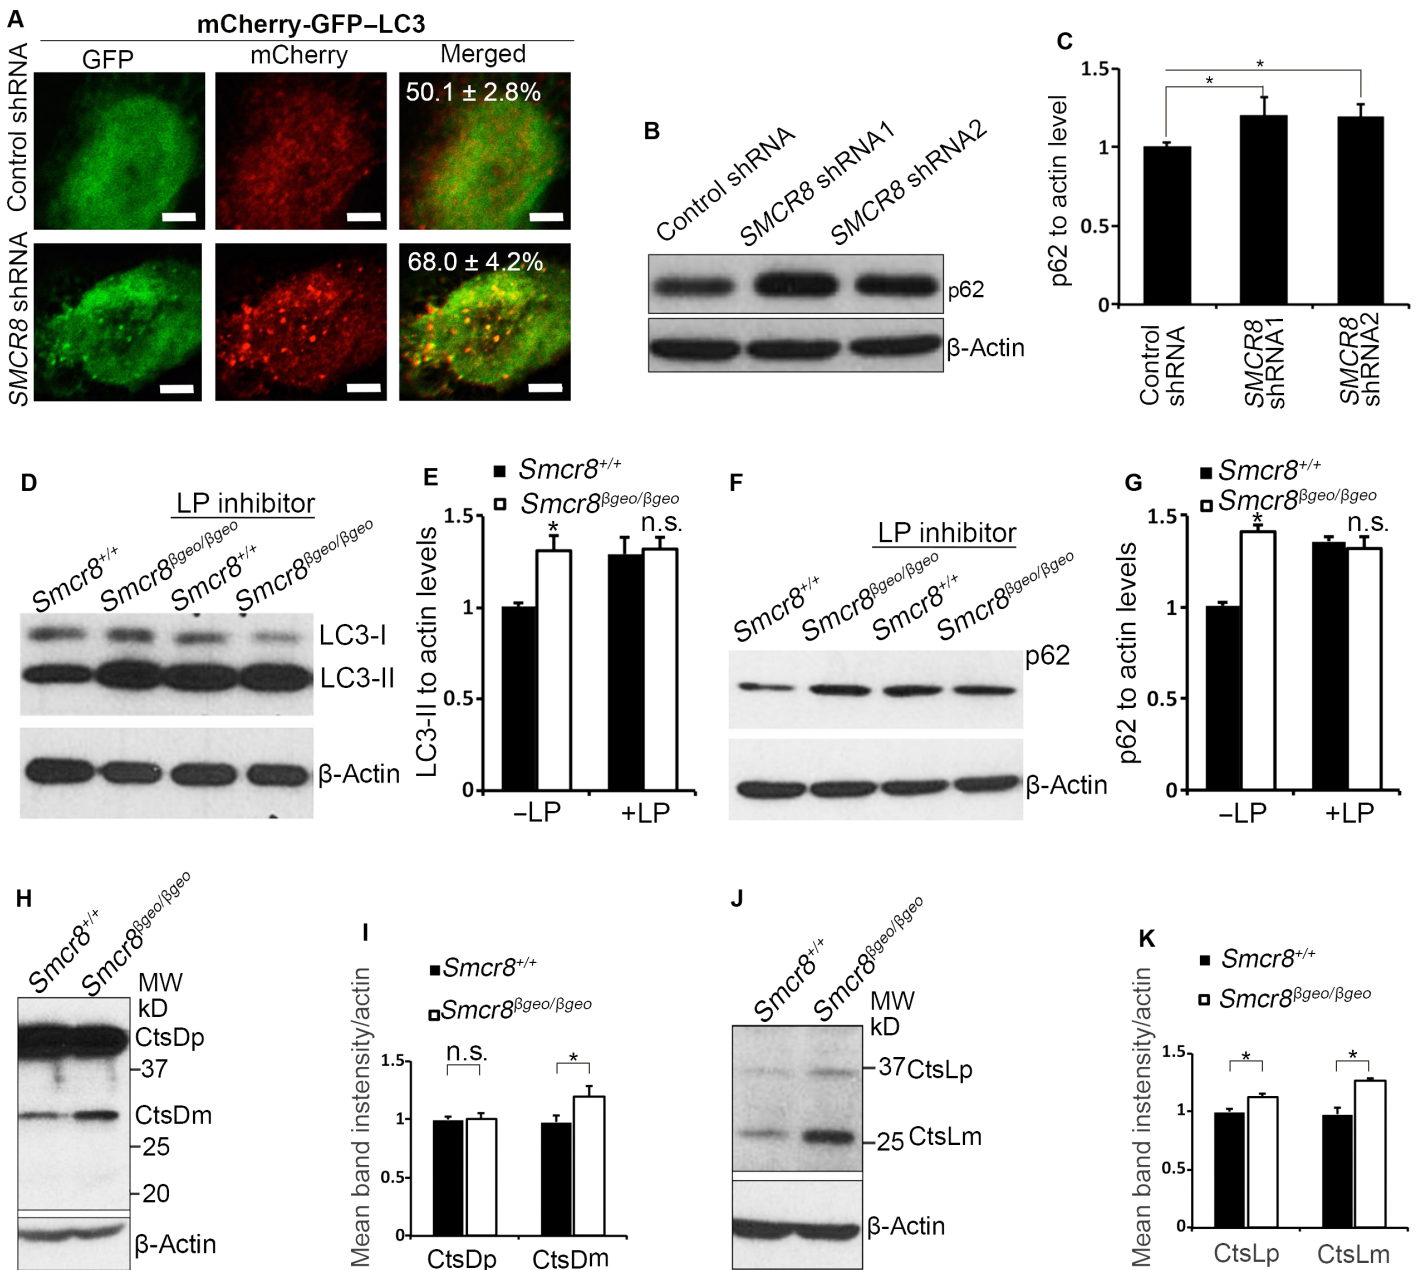 A
mCherry-GFP–LC3
GFP mCherry Merged
Control shRNA
50.1 ± 2.8%
SMCR8 shRNA
68.0 ± 4.2%
B
Control shRNA
SMCR8 shRNA1
SMCR8 shRNA2
p62
β-Actin
C
p62 to actin level
1.5
1
0.5
0
*
*
Control shRNA
SMCR8 shRNA1
SMCR8 shRNA2
D
LP inhibitor
Smcr8+/+
Smcr8βgeo/βgeo
Smcr8+/+
Smcr8βgeo/βgeo
LC3-I
LC3-II
β-Actin
E
Smcr8+/+
Smcr8βgeo/βgeo
LC3-II to actin levels
1.5
1
0.5
0
*
n.s.
–LP +LP
F
LP inhibitor
Smcr8+/+
Smcr8βgeo/βgeo
Smcr8+/+
Smcr8βgeo/βgeo
p62
β-Actin
G
Smcr8+/+
Smcr8βgeo/βgeo
p62 to actin levels
1.5
1
0.5
0
*
n.s.
–LP +LP
H
Smcr8+/+
Smcr8βgeo/βgeo
MW
kD
CtsDp
37
CtsDm
25
20
β-Actin
I
Smcr8+/+
Smcr8βgeo/βgeo
Mean band instensity/actin
1.5
1
0.5
0
n.s.
*
CtsDp CtsDm
J
Smcr8+/+
Smcr8βgeo/βgeo
MW
kD
37 CtsLp
25 CtsLm
β-Actin
K
Smcr8+/+
Smcr8βgeo/βgeo
Mean band intensity/actin
1.5
1
0.5
0
*
*
CtsLp CtsLm